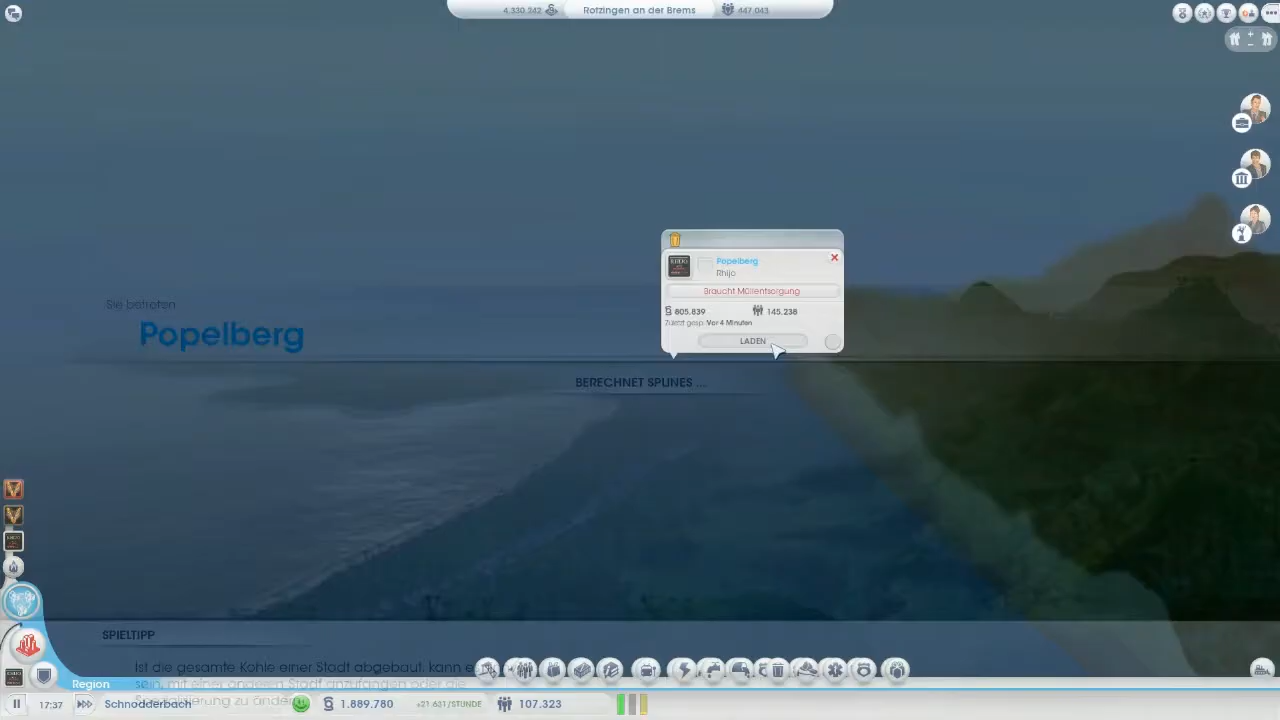 4.330.242 Rotzingen an der Brems 447.043
Popelberg
Rhijo
Braucht Müllentsorgung
805.839 145.238
Zuletzt gesp. Vor 4 Minuten
LADEN
Sie betreten
Popelberg
BERECHNET SPLINES ...
SPIELTIPP
Ist die gesamte Kohle einer Stadt abgebaut, kann e
sein, mit einer anderen Stadt anzufangen oder die
Spezialisierung zu ändern
Region
17:37 Schnodderbach 1.889.780 +21.631/STUNDE 107.323